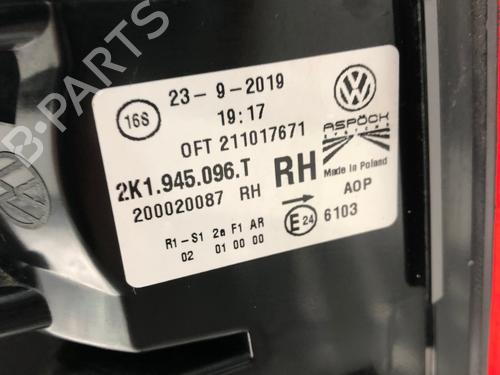 B-PARTS
16S
23-9-2019
19:17
OFT 211017671
2K1.945.096.T
200020087 RH
RH
R1-S1 2a F1 AR
02 01 00 00
ASPÖCK
SYSTEMS
Made in Poland
AOP
E 24 6103